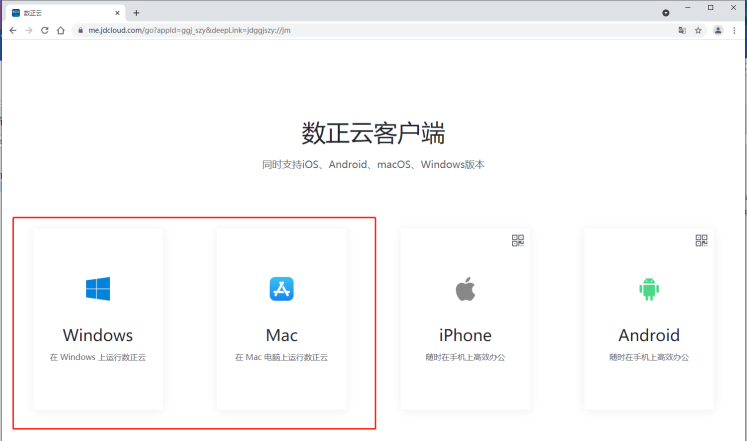 数正云
me.jdcloud.com/go?appId=ggj_szy&deepLink=jdggjszy://jm
数正云客户端
同时支持iOS、Android、macOS、Windows版本
Windows
在 Windows 上运行数正云
Mac
在 Mac 电脑上运行数正云
iPhone
随时在手机上高效办公
Android
随时在手机上高效办公